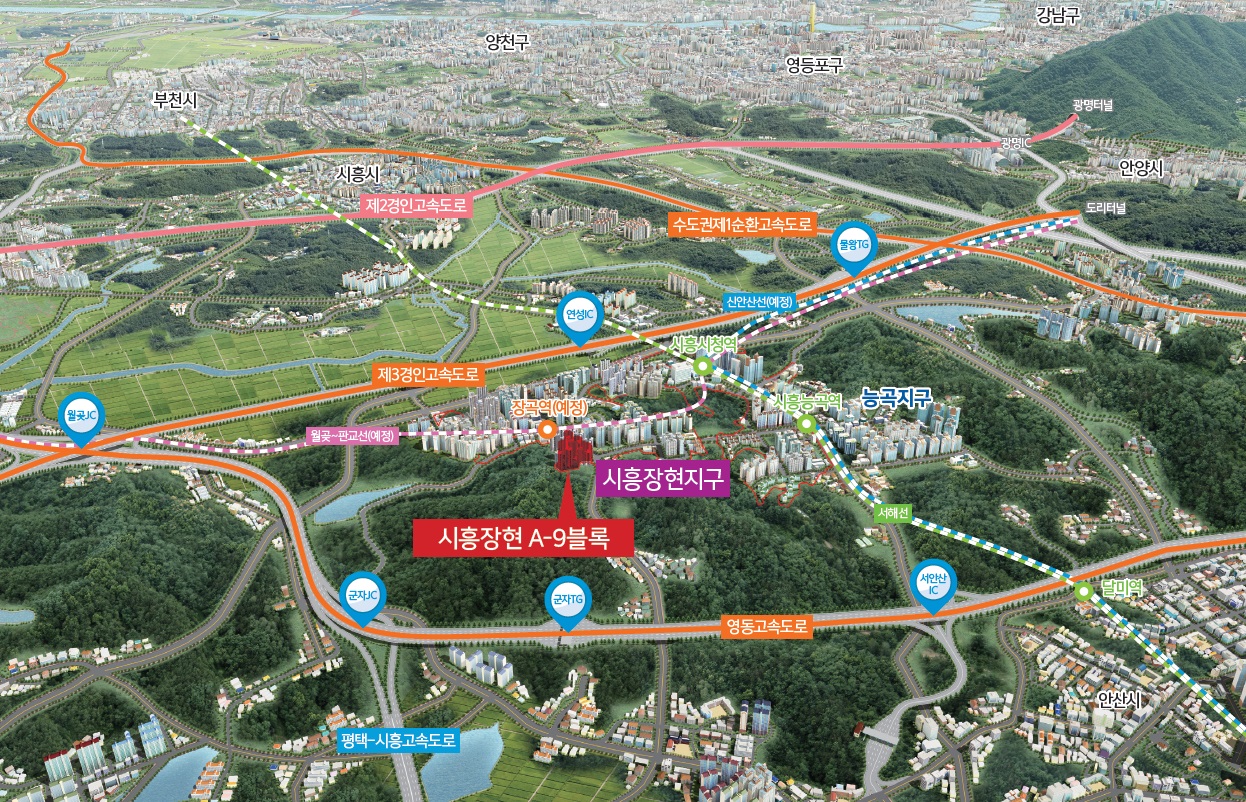 강남구
양천구
영등포구
부천시
광명터널
광명IC
안양시
시흥시
제2경인고속도로
도리터널
수도권제1순환고속도로
물왕TG
신안산선(예정)
연성IC
시흥시청역
제3경인고속도로
능곡지구
시흥능곡역
장곡역(예정)
월곶JC
월곶~판교선(예정)
시흥장현지구
서해선
시흥장현 A-9블록
군자JC
군자TG
서안산
IC
달미역
영동고속도로
안산시
평택-시흥고속도로